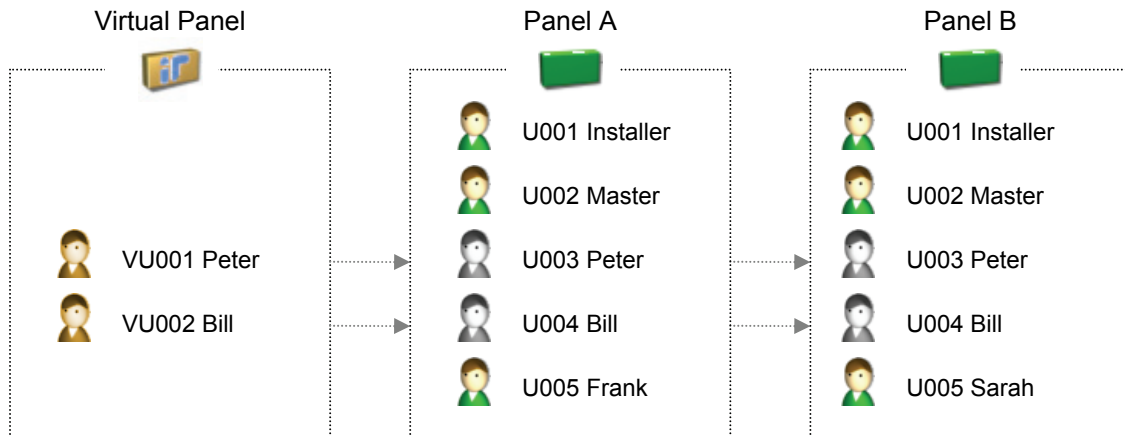 Virtual Panel
Panel A
Panel B
ir
U001 Installer
U001 Installer
U002 Master
U002 Master
VU001 Peter
U003 Peter
U003 Peter
VU002 Bill
U004 Bill
U004 Bill
U005 Frank
U005 Sarah